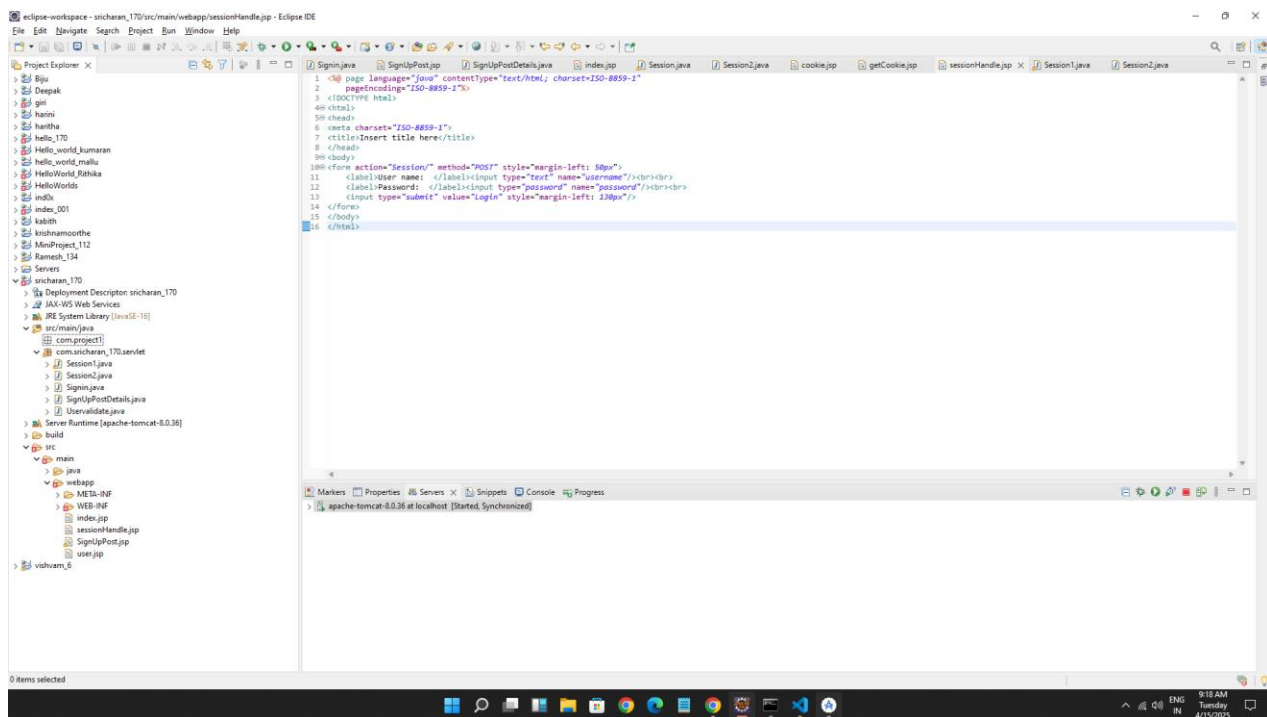 eclipse-workspace - sricharan_170/src/main/webapp/sessionHandle.jsp - Eclipse IDE
File Edit Navigate Search Project Run Window Help
Project Explorer
Biju
Deepak
giri
harini
haritha
hello_170
Hello_world_kumaran
hello_world_mallu
HelloWorld_Rithika
HelloWorlds
ind0x
index_001
kabith
krishnamoorthe
MiniProject_112
Ramesh_134
Servers
sricharan_170
Deployment Descriptor: sricharan_170
JAX-WS Web Services
JRE System Library [JavaSE-16]
src/main/java
com.project1
com.sricharan_170.servlet
Session1.java
Session2.java
Signin.java
SignUpPostDetails.java
Uservalidate.java
Server Runtime [apache-tomcat-8.0.36]
build
src
main
java
webapp
META-INF
WEB-INF
index.jsp
sessionHandle.jsp
SignUpPost.jsp
user.jsp
vishvam_6
Signin.java SignUpPost.jsp SignUpPostDetails.java index.jsp Session.java Session2.java cookie.jsp getCookie.jsp sessionHandle.jsp Session1.java Session2.java
1 <%@ page language="java" contentType="text/html; charset=ISO-8859-1"
2 pageEncoding="ISO-8859-1"%>
3 <!DOCTYPE html>
4 <html>
5 <head>
6 <meta charset="ISO-8859-1">
7 <title>Insert title here</title>
8 </head>
9 <body>
10 <form action="Session/" method="POST" style="margin-left: 50px">
11 <label>User name: </label><input type="text" name="username"/><br><br>
12 <label>Password: </label><input type="password" name="password"/><br><br>
13 <input type="submit" value="Login" style="margin-left: 130px"/>
14 </form>
15 </body>
16 </html>
Markers Properties Servers Snippets Console Progress
apache-tomcat-8.0.36 at localhost [Started, Synchronized]
0 items selected
ENG
IN
9:18 AM
Tuesday
4/15/2025